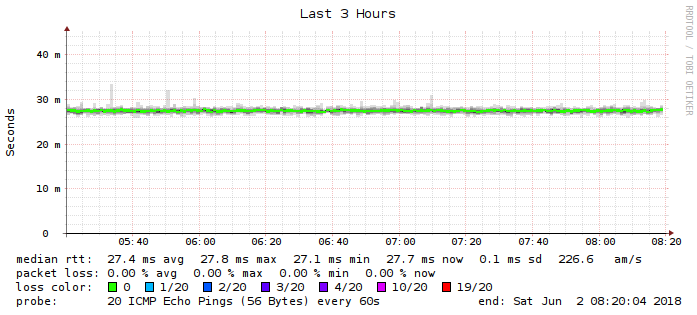 Last 3 Hours
RRDTOOL / TOBI OETIKER
Seconds
40 m
30 m
20 m
10 m
0
05:40 06:00 06:20 06:40 07:00 07:20 07:40 08:00 08:20
median rtt: 27.4 ms avg 27.8 ms max 27.1 ms min 27.7 ms now 0.1 ms sd 226.6 am/s
packet loss: 0.00 % avg 0.00 % max 0.00 % min 0.00 % now
loss color: 0 1/20 2/20 3/20 4/20 10/20 19/20
probe: 20 ICMP Echo Pings (56 Bytes) every 60s end: Sat Jun 2 08:20:04 2018